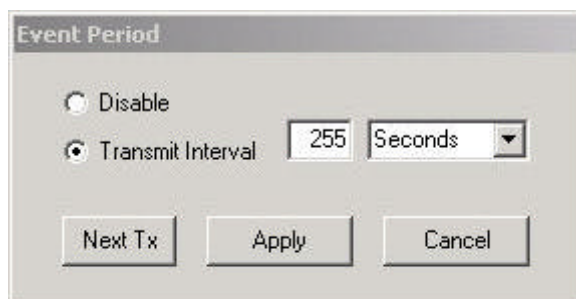 Event Period
Disable
Transmit Interval 255 Seconds
Next Tx Apply Cancel